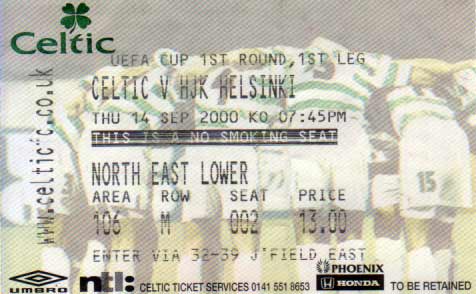 Celtic
UEFA CUP 1ST ROUND,1ST LEG
CELTIC V HJK HELSINKI
THU 14 SEP 2000 KO 07:45PM
THIS IS A NO SMOKING SEAT
NORTH EAST LOWER
AREA ROW SEAT PRICE
106 M 002 13.00
ENTER VIA 32-39 J'FIELD EAST
www.celticfc.co.uk
15
umbro
ntl:
CELTIC TICKET SERVICES 0141 551 8653
PHOENIX
HONDA
TO BE RETAINED